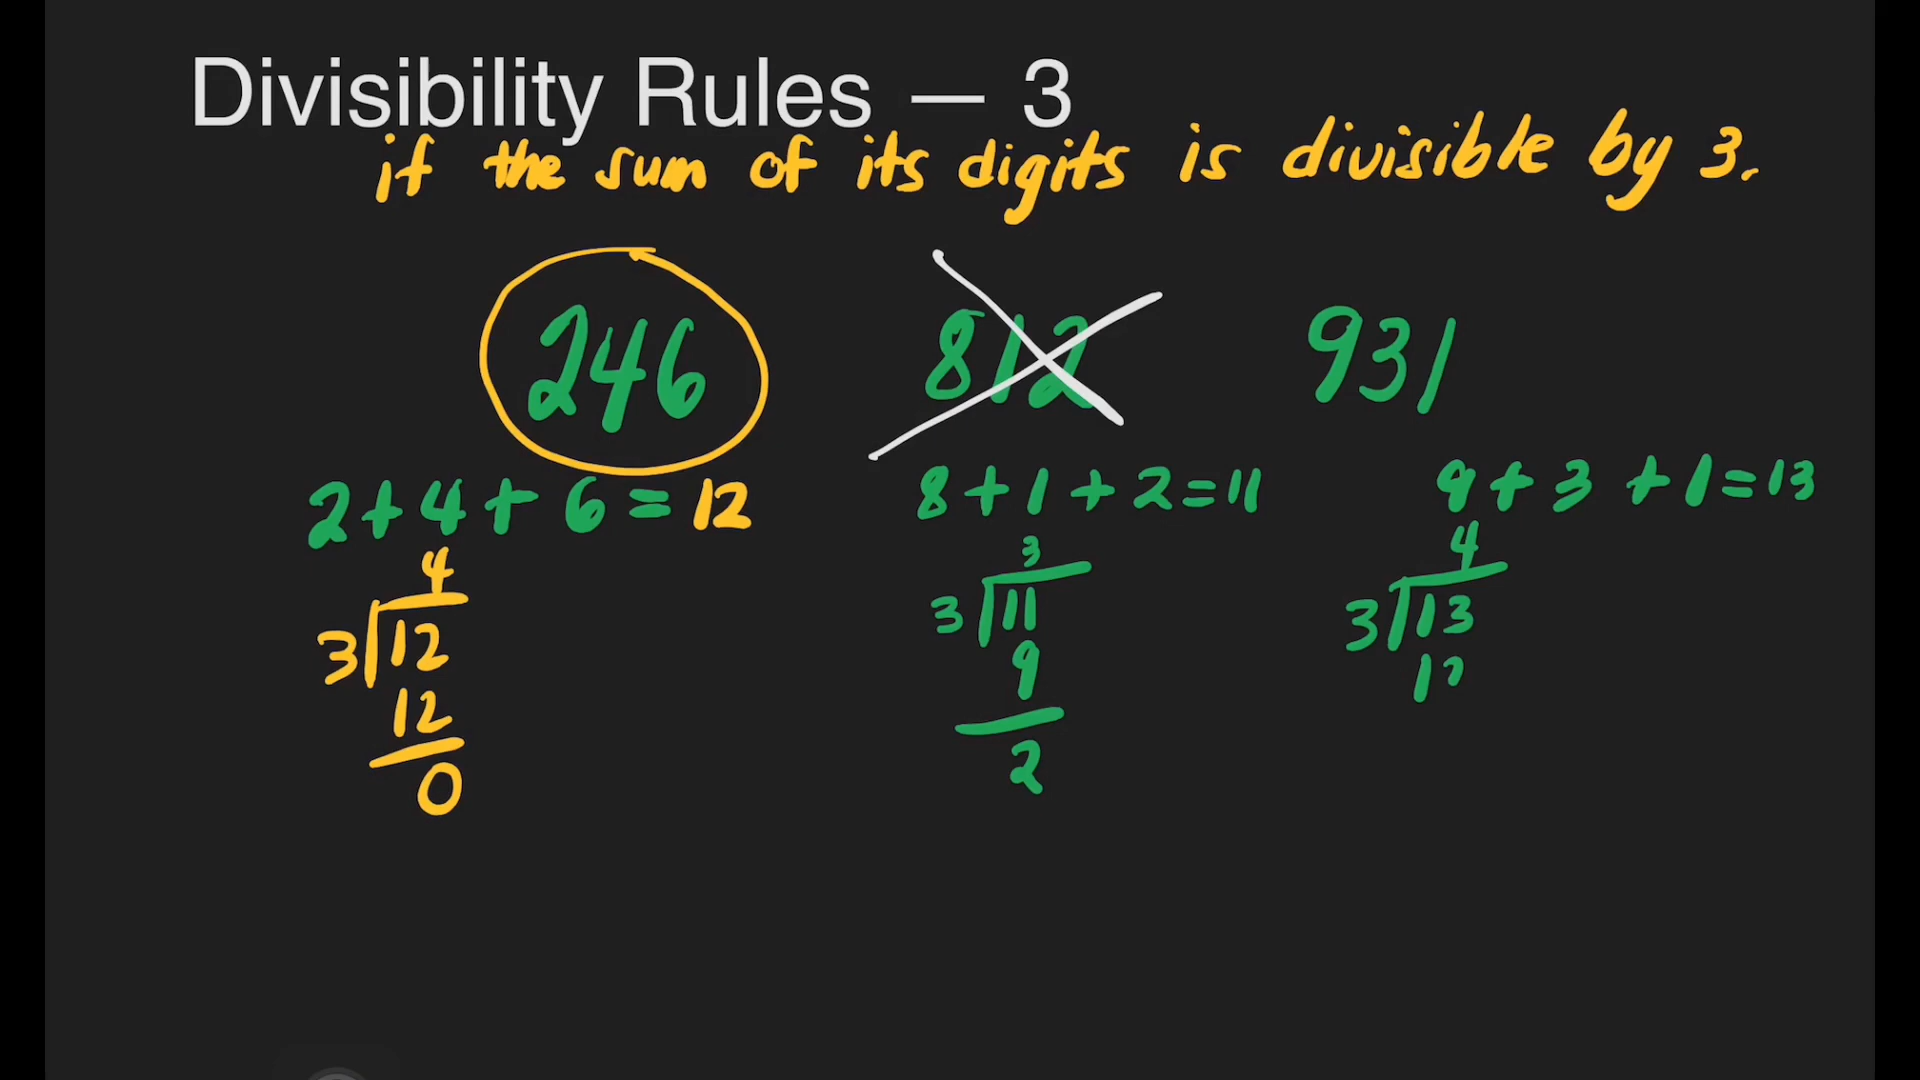 Divisibility Rules — 3
if the sum of its digits is divisible by 3.
246 812 931
2+4+6=12 8+1+2=11 9+3+1=13
4 3 4
3 12 3 11 3 13
12 9 12
0 2